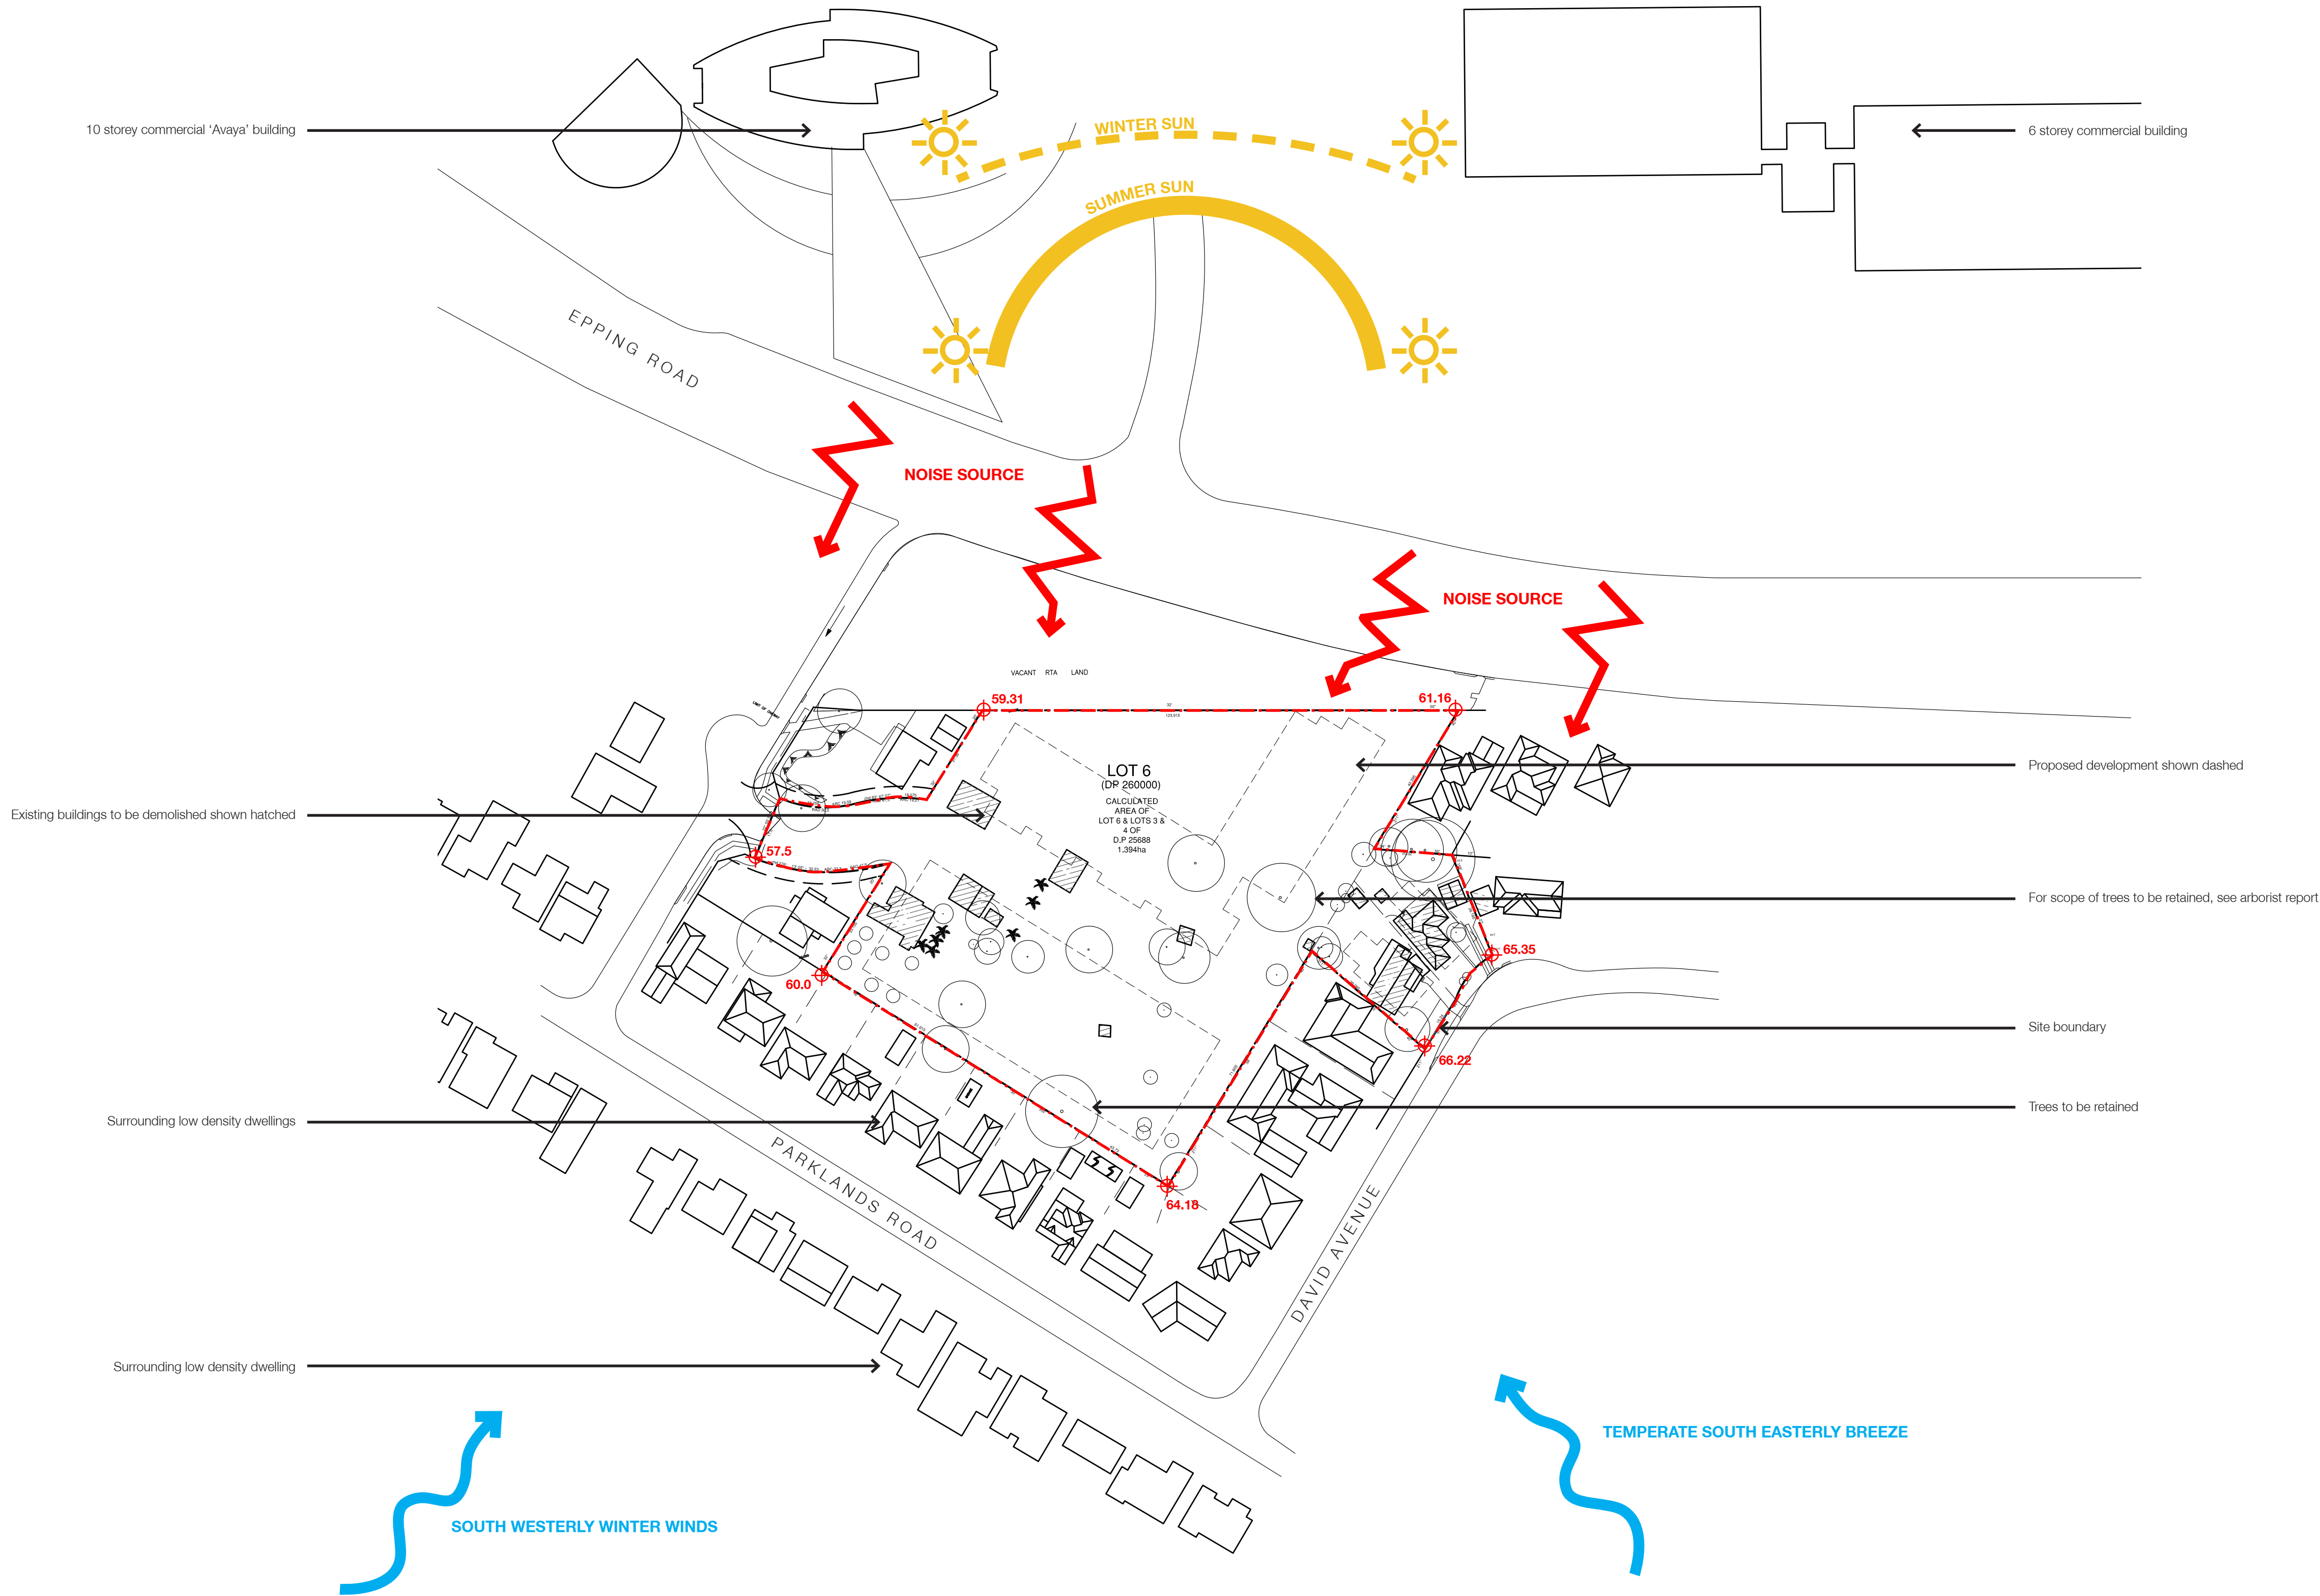 10 storey commercial ‘Avaya’ building
6 storey commercial building
WINTER SUN
SUMMER SUN
EPPING ROAD
NOISE SOURCE
NOISE SOURCE
VACANT RTA LAND
59.31
61.16
LOT 6
(DP 260000)
CALCULATED
AREA OF
LOT 6 & LOTS 3 &
4 OF
D.P 25688
1.394ha
Proposed development shown dashed
Existing buildings to be demolished shown hatched
57.5
For scope of trees to be retained, see arborist report
65.35
60.0
Site boundary
66.22
Trees to be retained
Surrounding low density dwellings
PARKLANDS ROAD
64.18
DAVID AVENUE
Surrounding low density dwelling
TEMPERATE SOUTH EASTERLY BREEZE
SOUTH WESTERLY WINTER WINDS